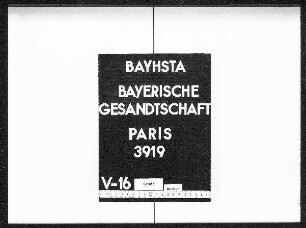 BAYHSTA
BAYERISCHE
GESANDTSCHAFT
PARIS
3919
V-16